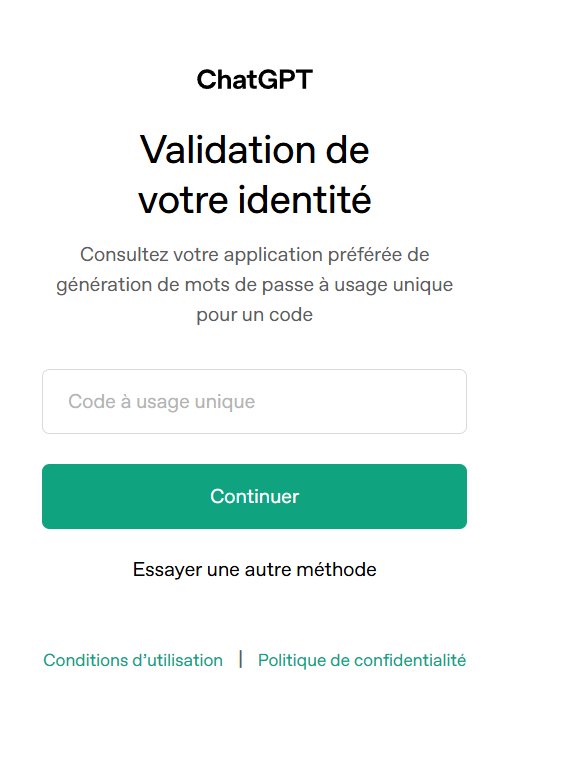 ChatGPT
Validation de
votre identité
Consultez votre application préférée de
génération de mots de passe à usage unique
pour un code
Code à usage unique
Continuer
Essayer une autre méthode
Conditions d’utilisation | Politique de confidentialité